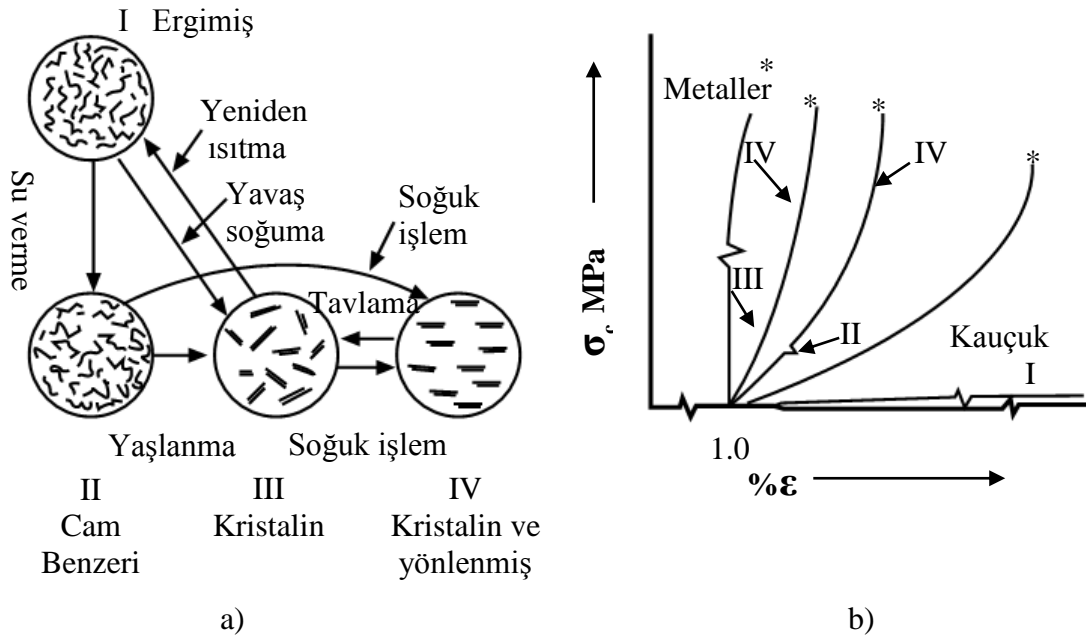 I Ergimiş
Yeniden
ısıtma
Yavaş
soğuma
Su verme
Soğuk
işlem
Tavlama
Yaşlanma
Soğuk işlem
II
Cam
Benzeri
III
Kristalin
IV
Kristalin ve
yönlenmiş
a)
Metaller
*
*
*
*
IV
IV
III
II
Kauçuk
I
σ MPa
1.0
%ε
b)